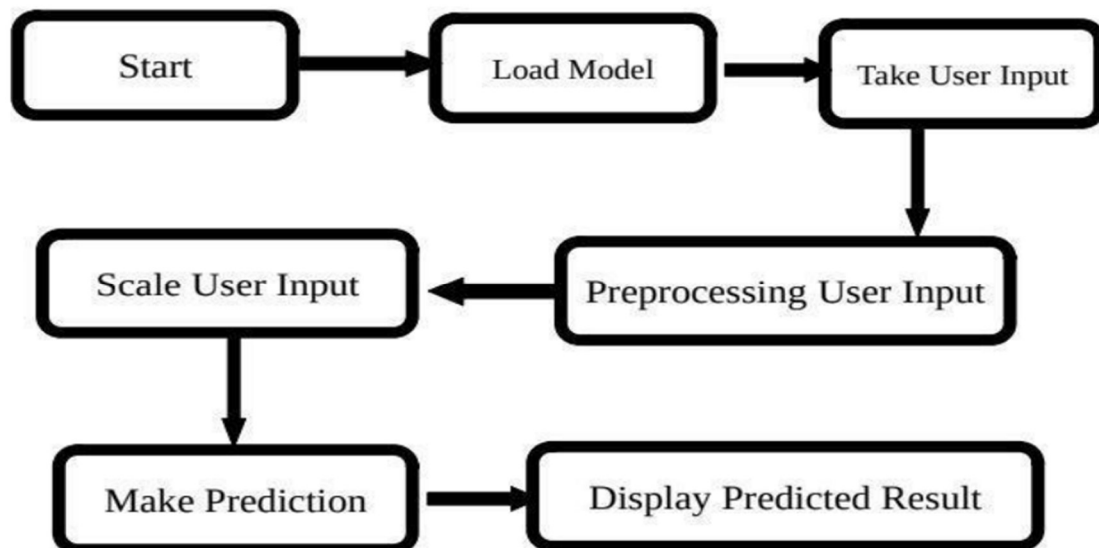 Start
Load Model
Take User Input
Preprocessing User Input
Scale User Input
Make Prediction
Display Predicted Result